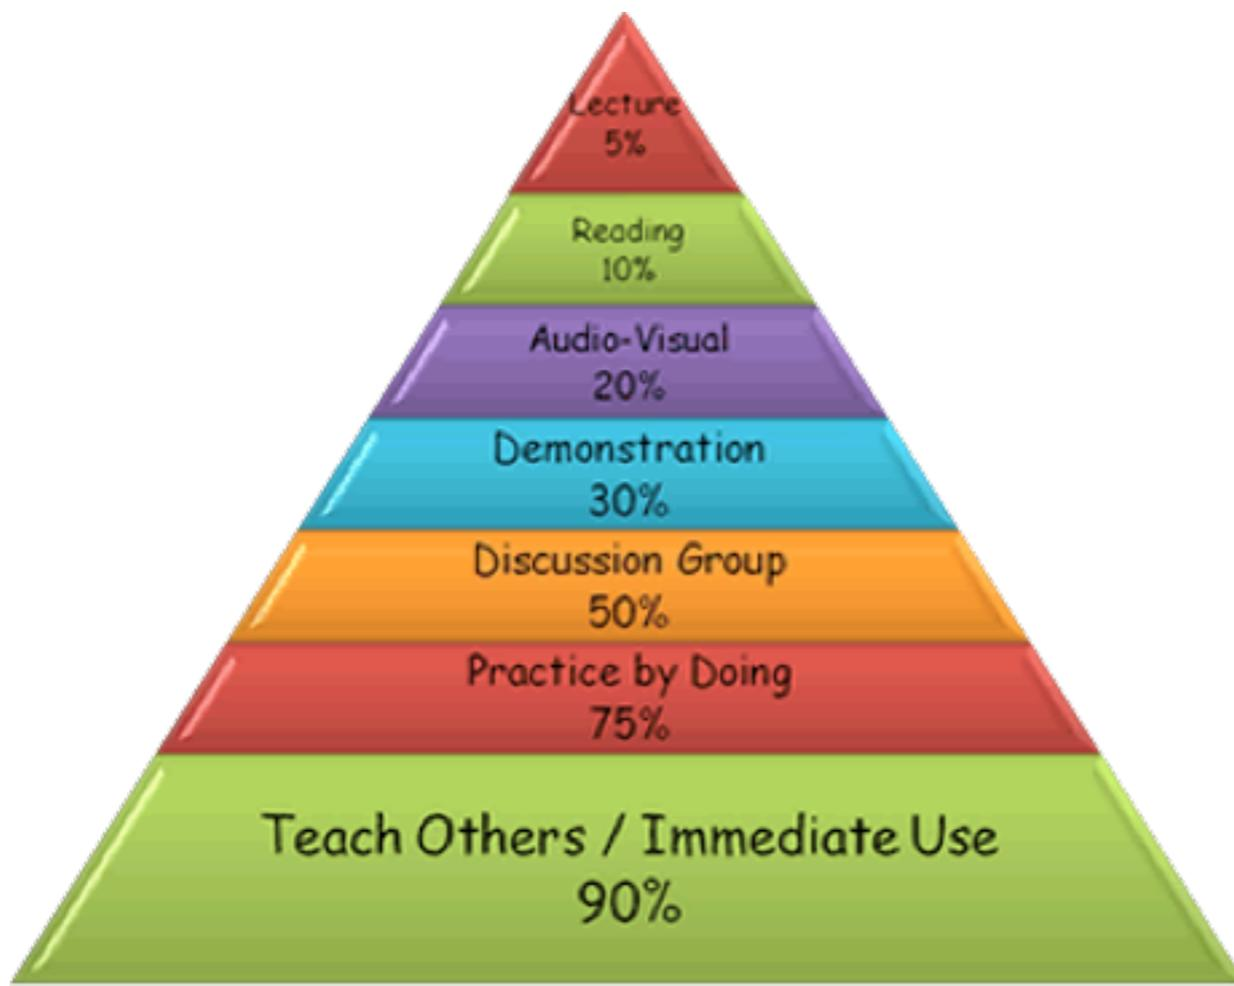 Lecture
5%
Reading
10%
Audio-Visual
20%
Demonstration
30%
Discussion Group
50%
Practice by Doing
75%
Teach Others / Immediate Use
90%